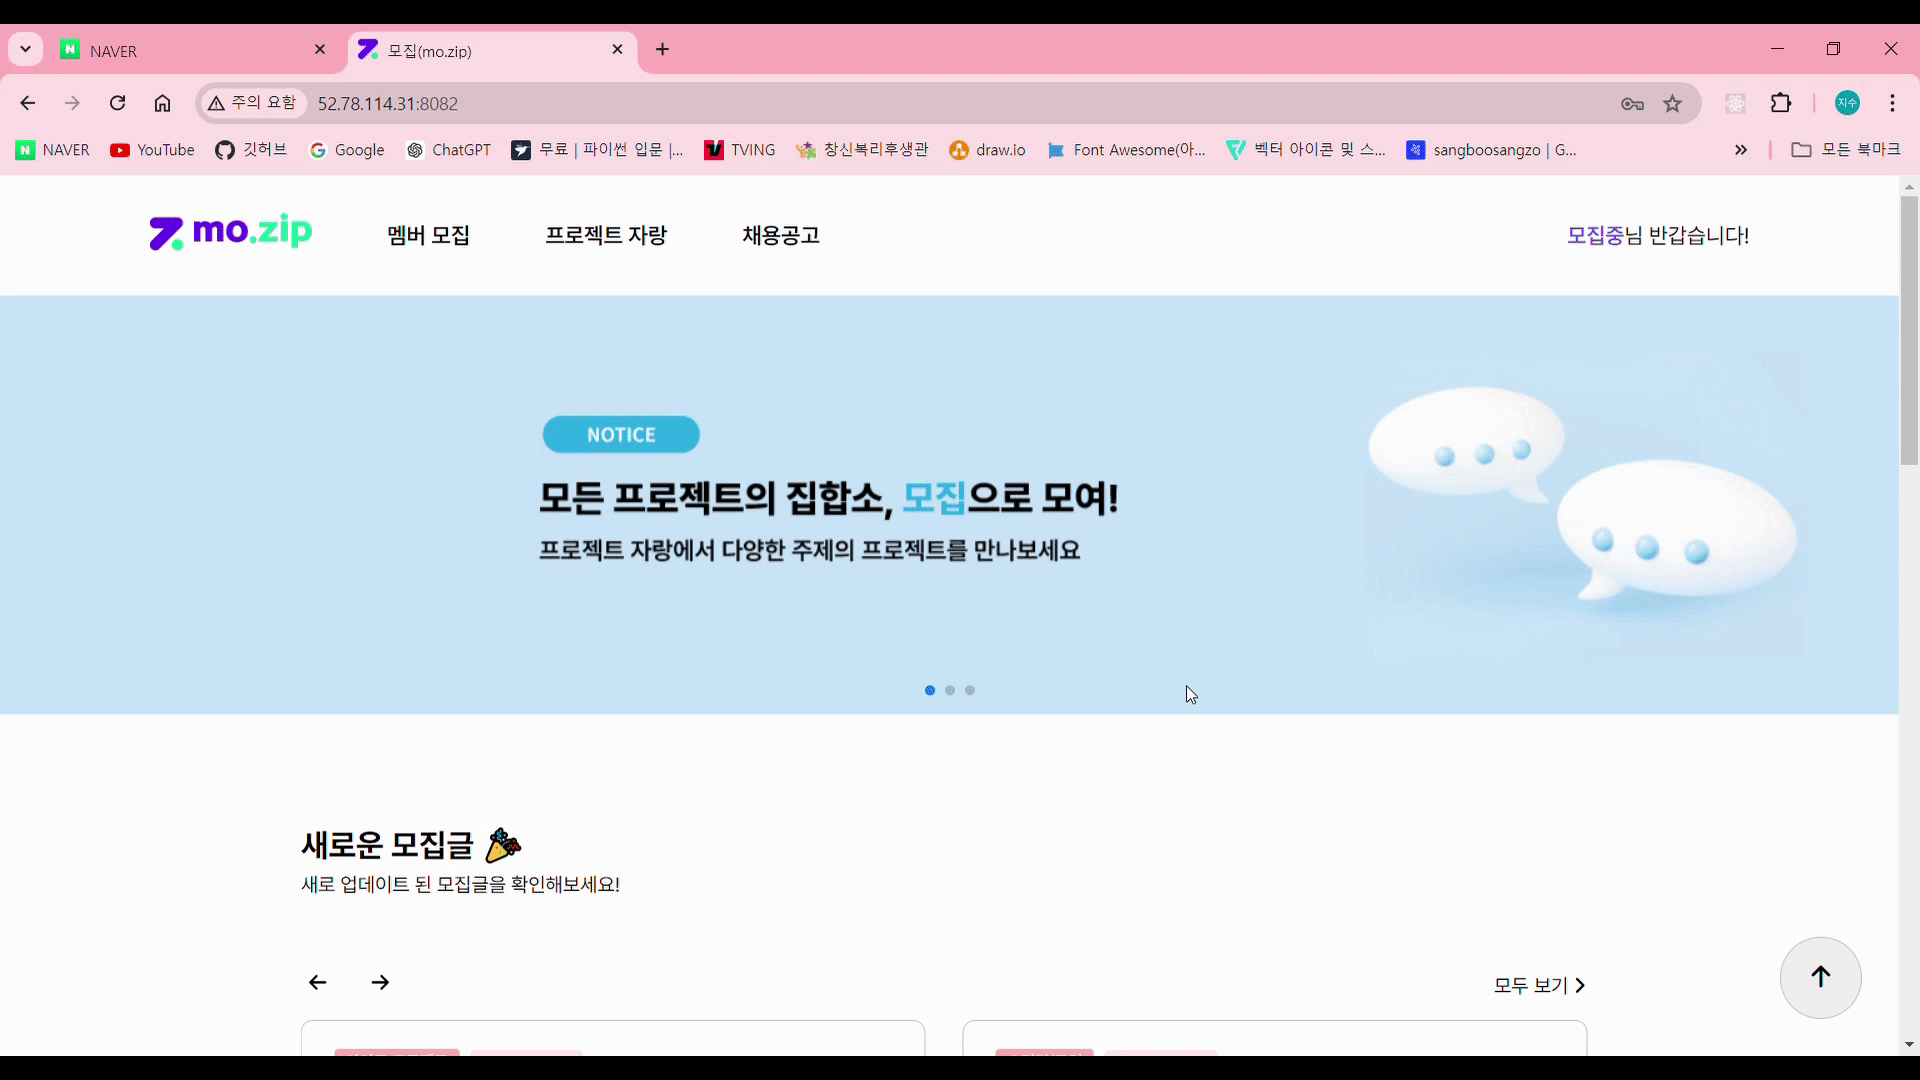 NAVER
모집(mo.zip)
주의 요함
52.78.114.31:8082
지수
NAVER
YouTube
깃허브
Google
ChatGPT
무료 | 파이썬 입문 |...
TVING
창신복리후생관
draw.io
Font Awesome(아...
벡터 아이콘 및 스...
sangboosangzo | G...
모든 북마크
mo.zip
멤버 모집
프로젝트 자랑
채용공고
모집중님 반갑습니다!
NOTICE
모든 프로젝트의 집합소, 모집으로 모여!
프로젝트 자랑에서 다양한 주제의 프로젝트를 만나보세요
새로운 모집글
새로 업데이트 된 모집글을 확인해보세요!
모두 보기